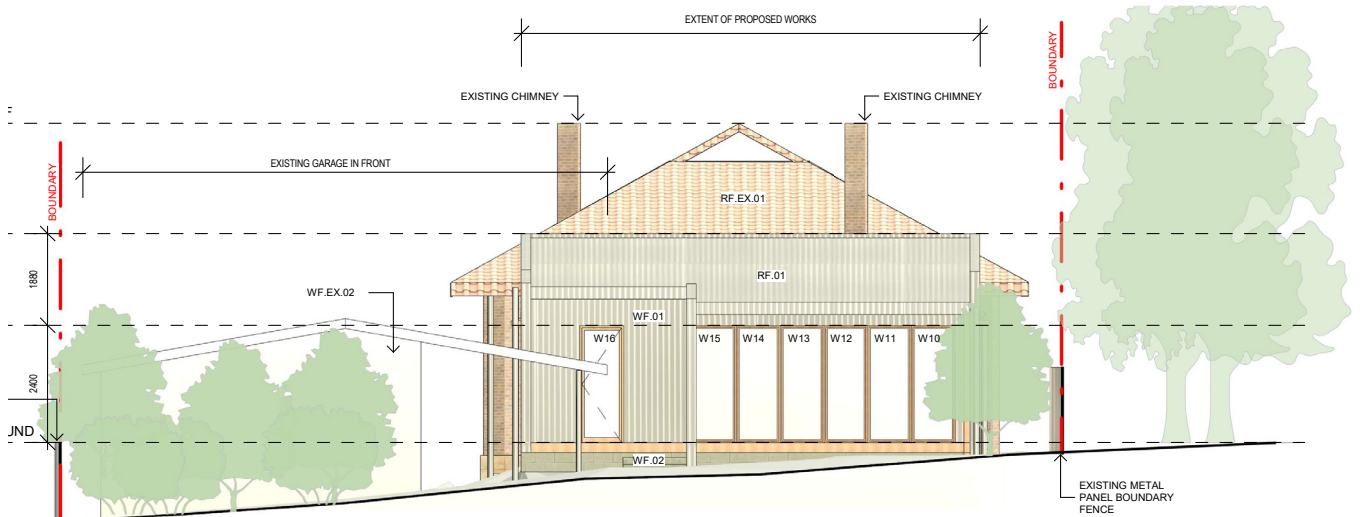 EXTENT OF PROPOSED WORKS
BOUNDARY
EXISTING CHIMNEY
EXISTING CHIMNEY
EXISTING GARAGE IN FRONT
BOUNDARY
RF.EX.01
1880
RF.01
WF.EX.02
WF.01
W16
W15
W14
W13
W12
W11
W10
2400
UND
WF.02
EXISTING METAL
PANEL BOUNDARY
FENCE